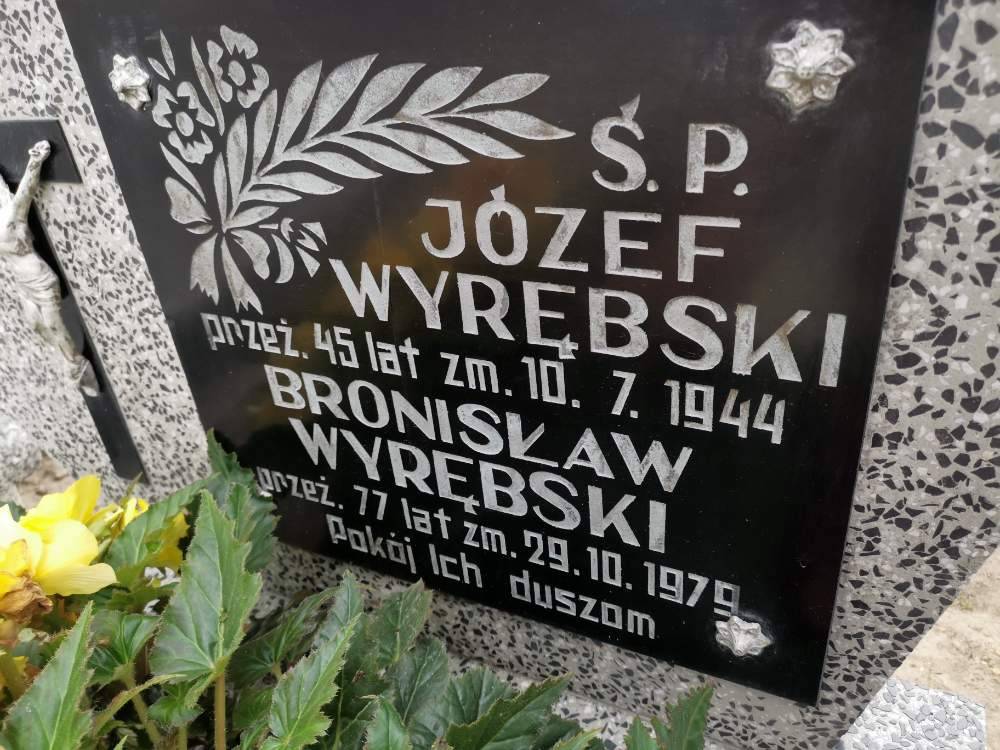 Ś. P.
JÓZEF
WYRĘBSKI
przeż. 45 lat zm. 10. 7. 1944
BRONISŁAW
WYRĘBSKI
przeż. 77 lat zm. 29. 10. 1979
Pokój Ich duszom